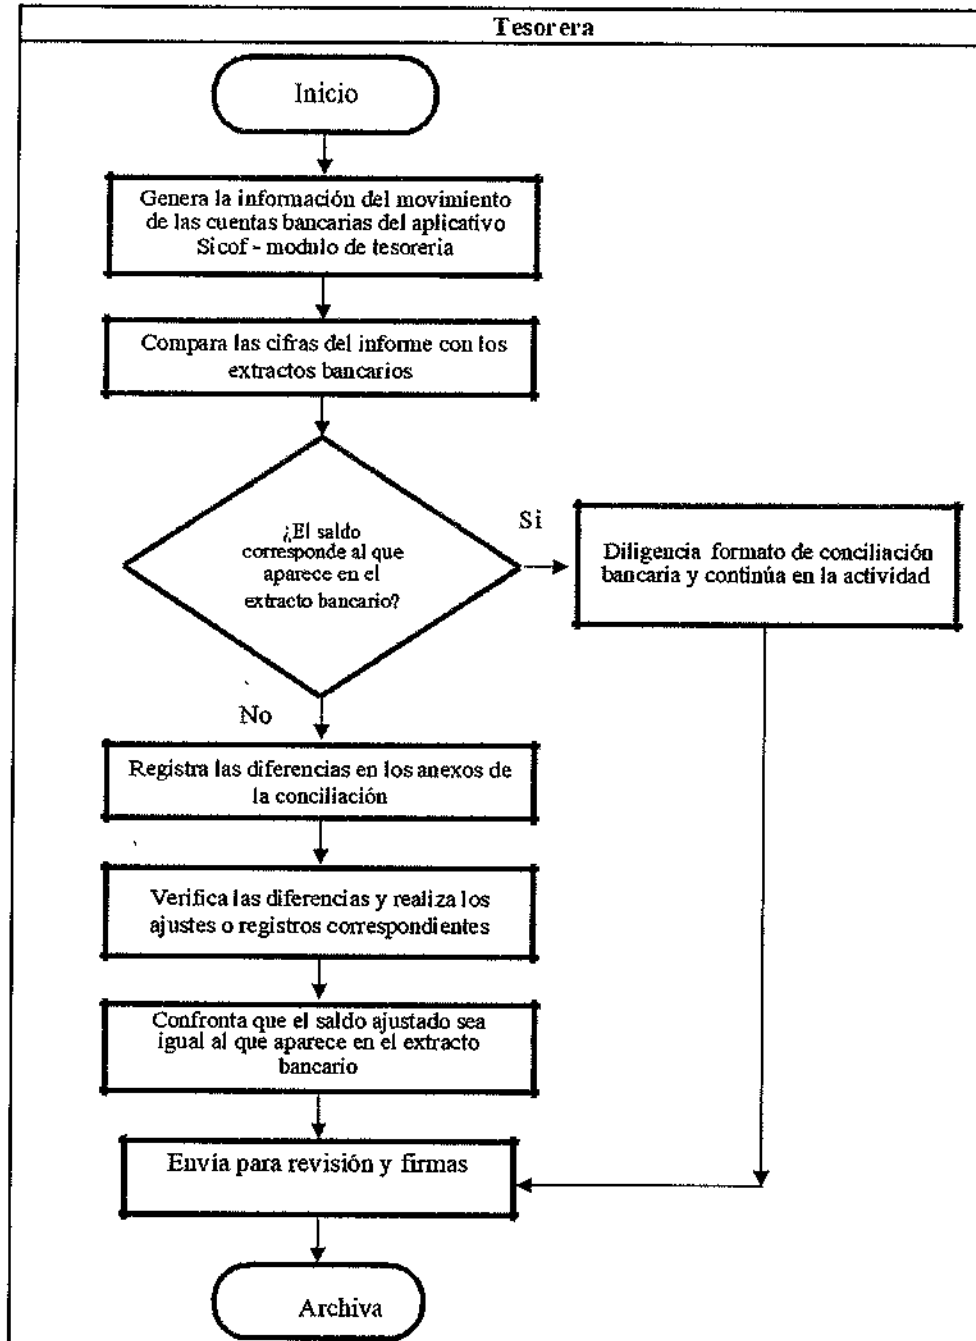 Tesorera
Inicio
Genera la información del movimiento
de las cuentas bancarias del aplicativo
Sicof - modulo de tesoreria
Compara las cifras del informe con los
extractos bancarios
¿El saldo
corresponde al que
aparece en el
extracto bancario?
Si
Diligencia formato de conciliación
bancaria y continúa en la actividad
No
Registra las diferencias en los anexos de
la conciliación
Verifica las diferencias y realiza los
ajustes o registros correspondientes
Confronta que el saldo ajustado sea
igual al que aparece en el extracto
bancario
Envía para revisión y firmas
Archiva